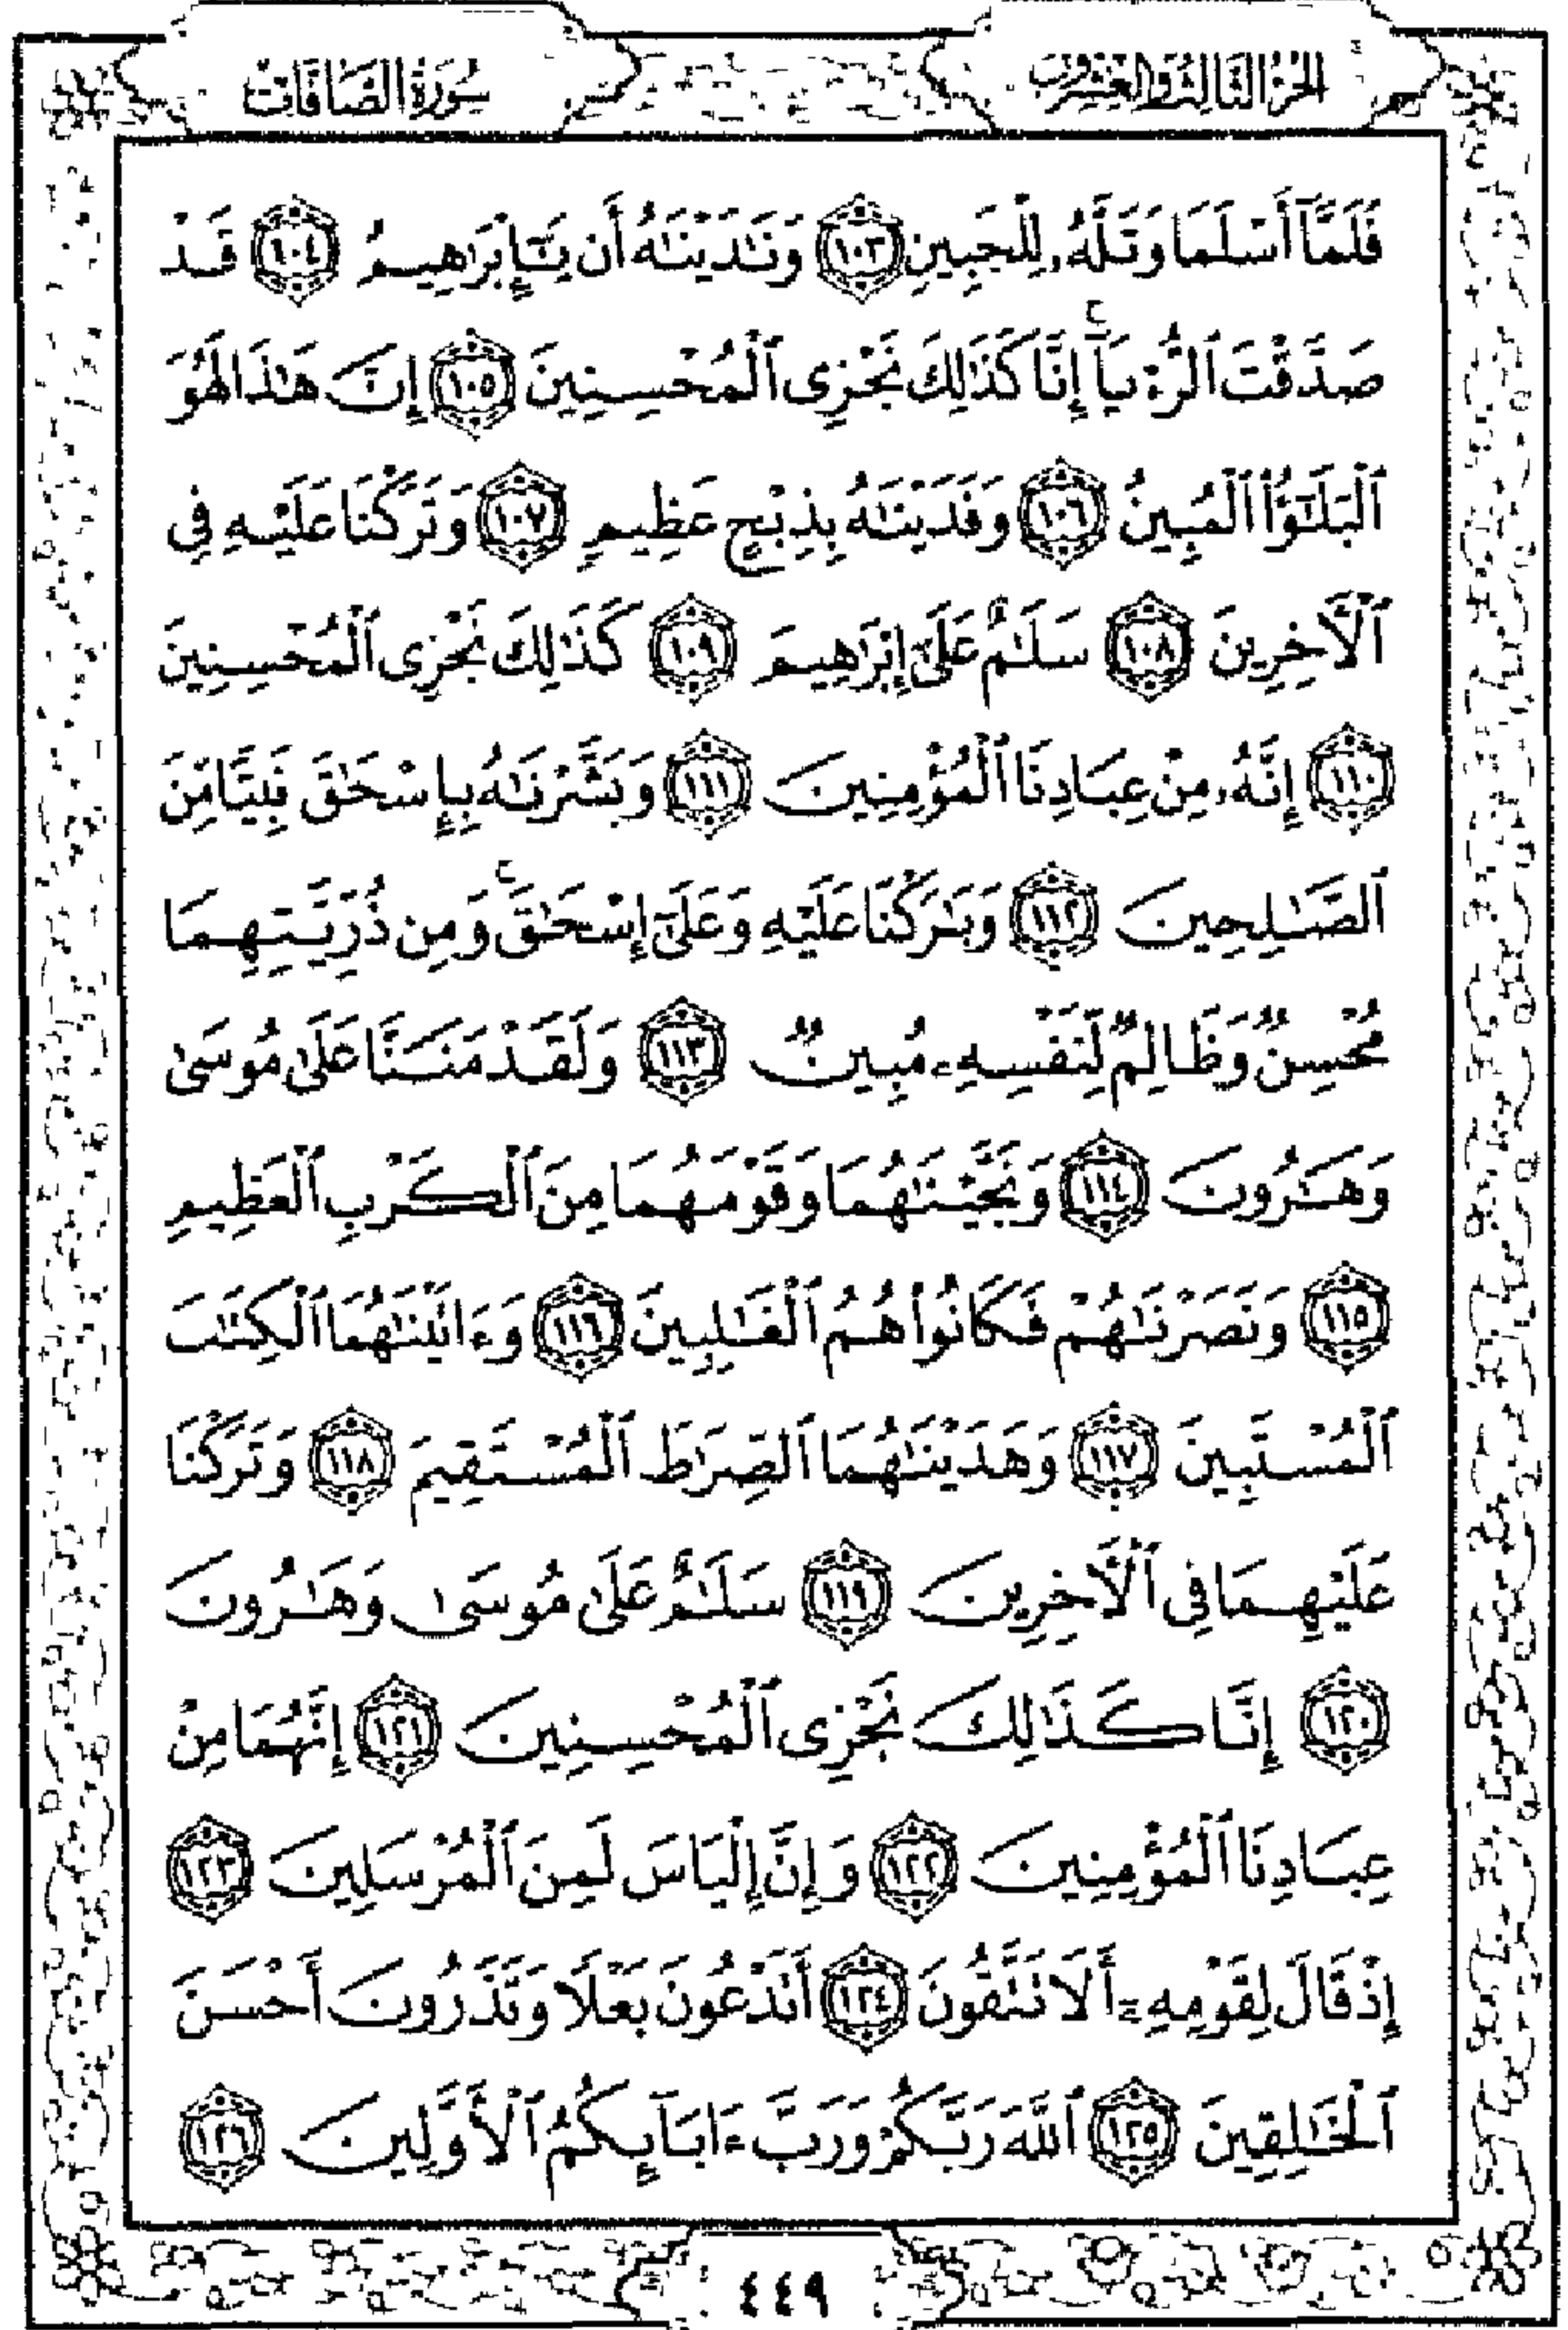 الجزء الثالث والعشرون
سورة الصافات
فَلَمَّآ أَسْلَمَا وَتَلَّهُۥ لِلْجَبِينِ ١٠٣ وَنَٰدَيْنَٰهُ أَن يَٰٓإِبْرَٰهِيمُ ١٠٤ قَدْ
صَدَّقْتَ ٱلرُّءْيَآ ۚ إِنَّا كَذَٰلِكَ نَجْزِى ٱلْمُحْسِنِينَ ١٠٥ إِنَّ هَٰذَا لَهُوَ
ٱلْبَلَٰٓؤُا۟ ٱلْمُبِينُ ١٠٦ وَفَدَيْنَٰهُ بِذِبْحٍ عَظِيمٍ ١٠٧ وَتَرَكْنَا عَلَيْهِ فِى
ٱلْأَخِرِينَ ١٠٨ سَلَٰمٌ عَلَىٰٓ إِبْرَٰهِيمَ ١٠٩ كَذَٰلِكَ نَجْزِى ٱلْمُحْسِنِينَ
١١٠ إِنَّهُۥ مِنْ عِبَادِنَا ٱلْمُؤْمِنِينَ ١١١ وَبَشَّرْنَٰهُ بِإِسْحَٰقَ نَبِيًّا مِّنَ
ٱلصَّٰلِحِينَ ١١٢ وَبَٰرَكْنَا عَلَيْهِ وَعَلَىٰٓ إِسْحَٰقَ ۚ وَمِن ذُرِّيَّتِهِمَا
مُحْسِنٌ وَظَالِمٌ لِّنَفْسِهِۦ مُبِينٌ ١١٣ وَلَقَدْ مَنَنَّا عَلَىٰ مُوسَىٰ
وَهَٰرُونَ ١١٤ وَنَجَّيْنَٰهُمَا وَقَوْمَهُمَا مِنَ ٱلْكَرْبِ ٱلْعَظِيمِ
١١٥ وَنَصَرْنَٰهُمْ فَكَانُوا۟ هُمُ ٱلْغَٰلِبِينَ ١١٦ وَءَاتَيْنَٰهُمَا ٱلْكِتَٰبَ
ٱلْمُسْتَبِينَ ١١٧ وَهَدَيْنَٰهُمَا ٱلصِّرَٰطَ ٱلْمُسْتَقِيمَ ١١٨ وَتَرَكْنَا
عَلَيْهِمَا فِى ٱلْأَخِرِينَ ١١٩ سَلَٰمٌ عَلَىٰ مُوسَىٰ وَهَٰرُونَ
١٢٠ إِنَّا كَذَٰلِكَ نَجْزِى ٱلْمُحْسِنِينَ ١٢١ إِنَّهُمَا مِنْ
عِبَادِنَا ٱلْمُؤْمِنِينَ ١٢٢ وَإِنَّ إِلْيَاسَ لَمِنَ ٱلْمُرْسَلِينَ ١٢٣
إِذْ قَالَ لِقَوْمِهِۦٓ أَلَا تَتَّقُونَ ١٢٤ أَتَدْعُونَ بَعْلًا وَتَذَرُونَ أَحْسَنَ
ٱلْخَٰلِقِينَ ١٢٥ ٱللَّهَ رَبَّكُمْ وَرَبَّ ءَابَآئِكُمُ ٱلْأَوَّلِينَ ١٢٦
٤٤٩